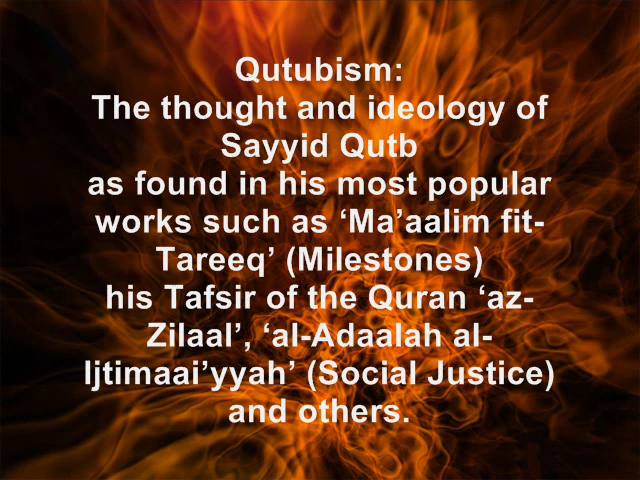 Qutubism:
The thought and ideology of
Sayyid Qutb
as found in his most popular
works such as ‘Ma’aalim fit-
Tareeq’ (Milestones)
his Tafsir of the Quran ‘az-
Zilaal’, ‘al-Adaalah al-
Ijtimaai’yyah’ (Social Justice)
and others.